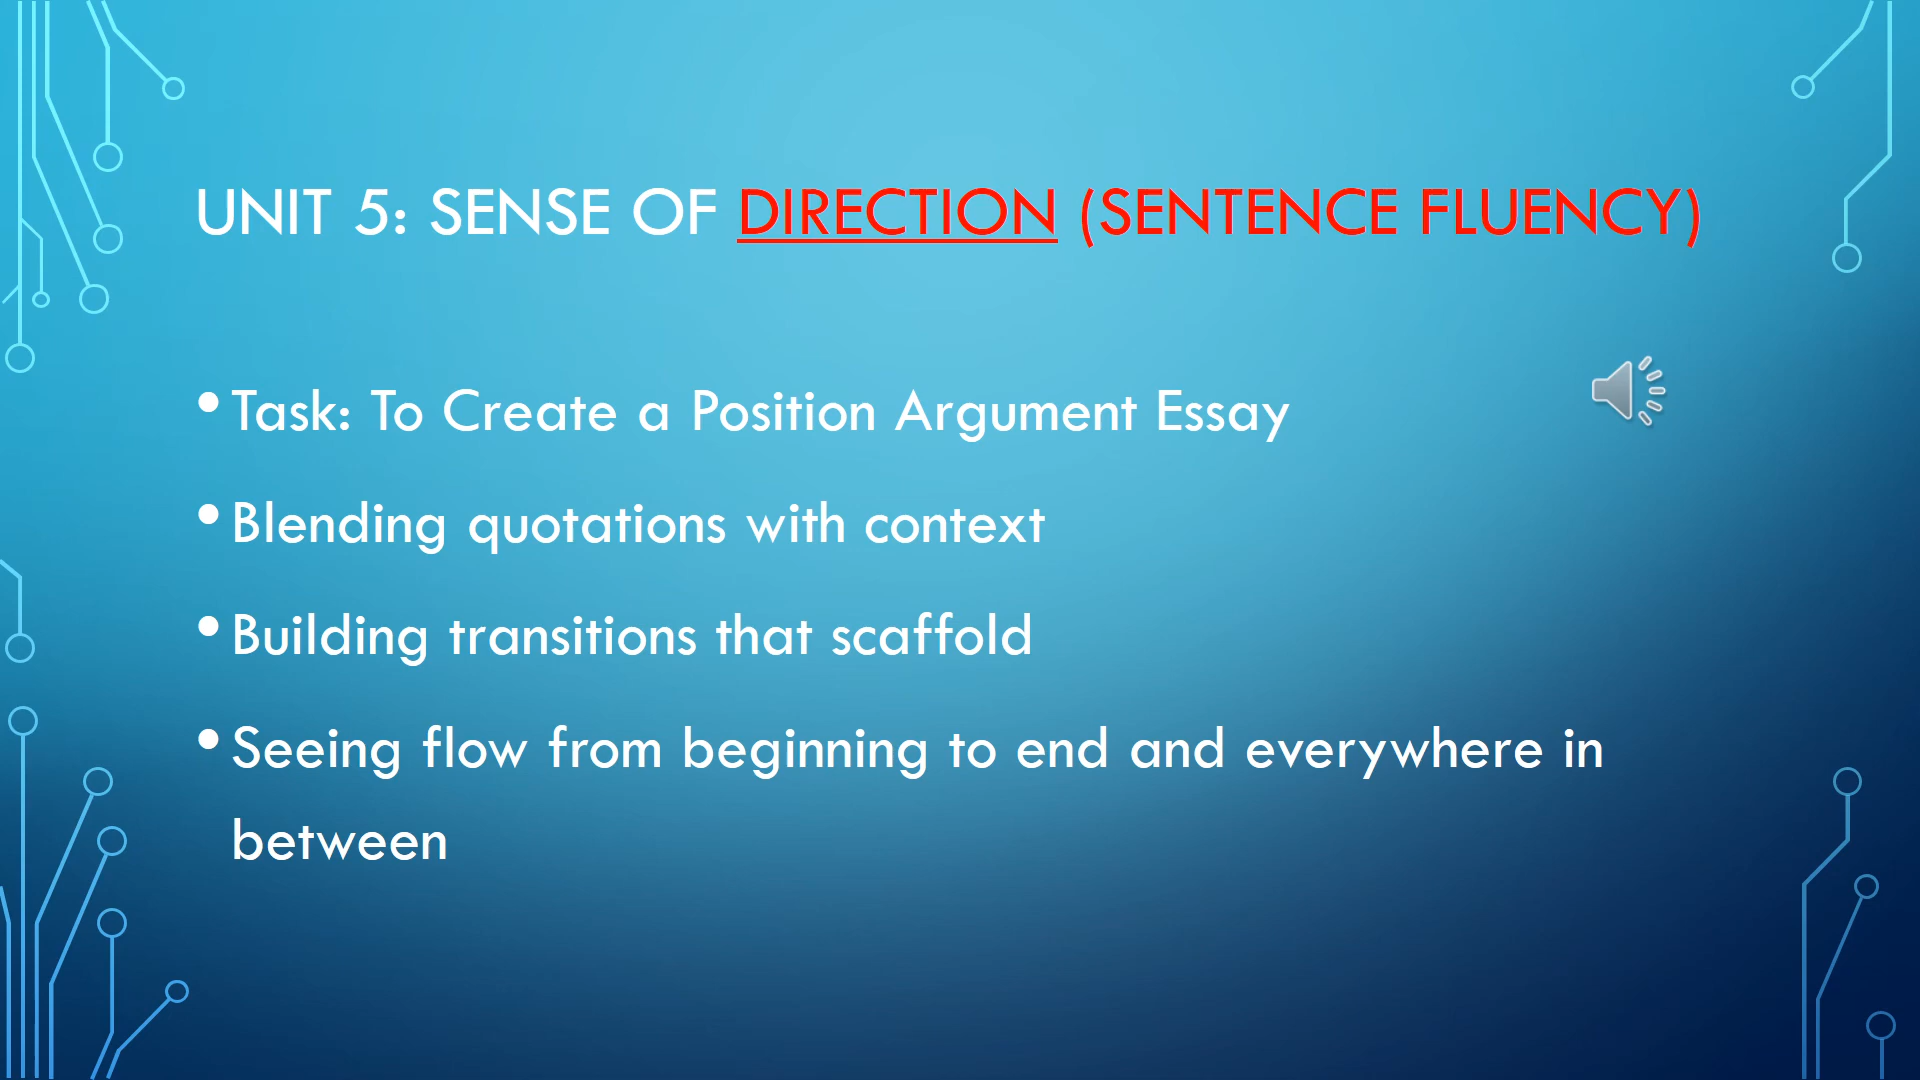 UNIT 5: SENSE OF DIRECTION (SENTENCE FLUENCY)
• Task: To Create a Position Argument Essay
• Blending quotations with context
• Building transitions that scaffold
• Seeing flow from beginning to end and everywhere in
between